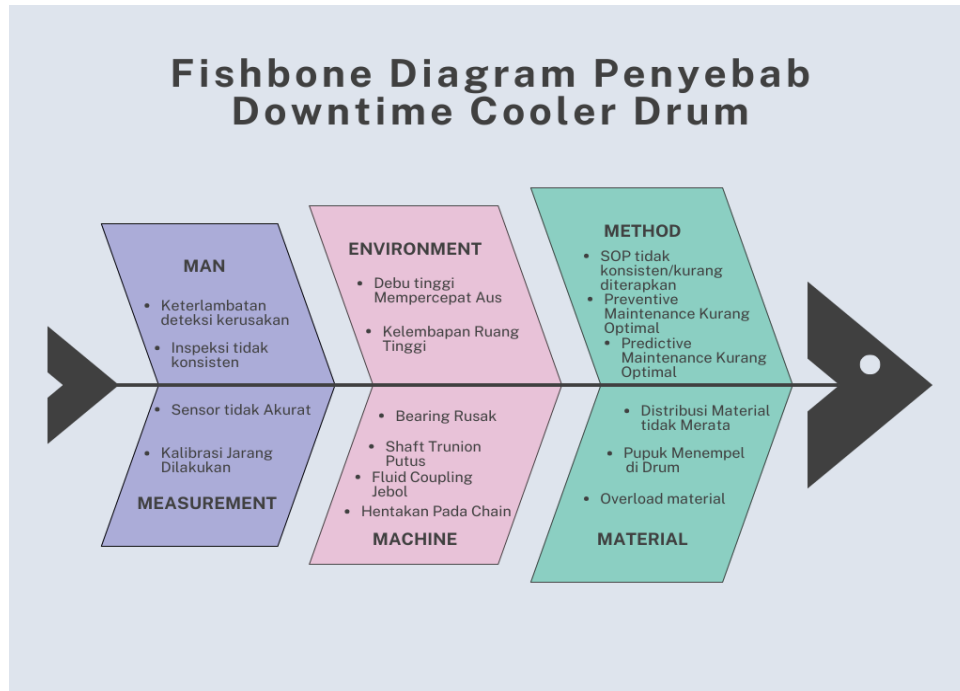 Fishbone Diagram Penyebab
Downtime Cooler Drum
MAN
• Keterlambatan
deteksi kerusakan
• Inspeksi tidak
konsisten
ENVIRONMENT
• Debu tinggi
Mempercepat Aus
• Kelembapan Ruang
Tinggi
METHOD
• SOP tidak
konsisten/kurang
diterapkan
• Preventive
Maintenance Kurang
Optimal
• Predictive
Maintenance Kurang
Optimal
• Sensor tidak Akurat
• Kalibrasi Jarang
Dilakukan
MEASUREMENT
• Bearing Rusak
• Shaft Trunion
Putus
• Fluid Coupling
Jebol
• Hentakan Pada Chain
MACHINE
• Distribusi Material
tidak Merata
• Pupuk Menempel
di Drum
• Overload material
MATERIAL